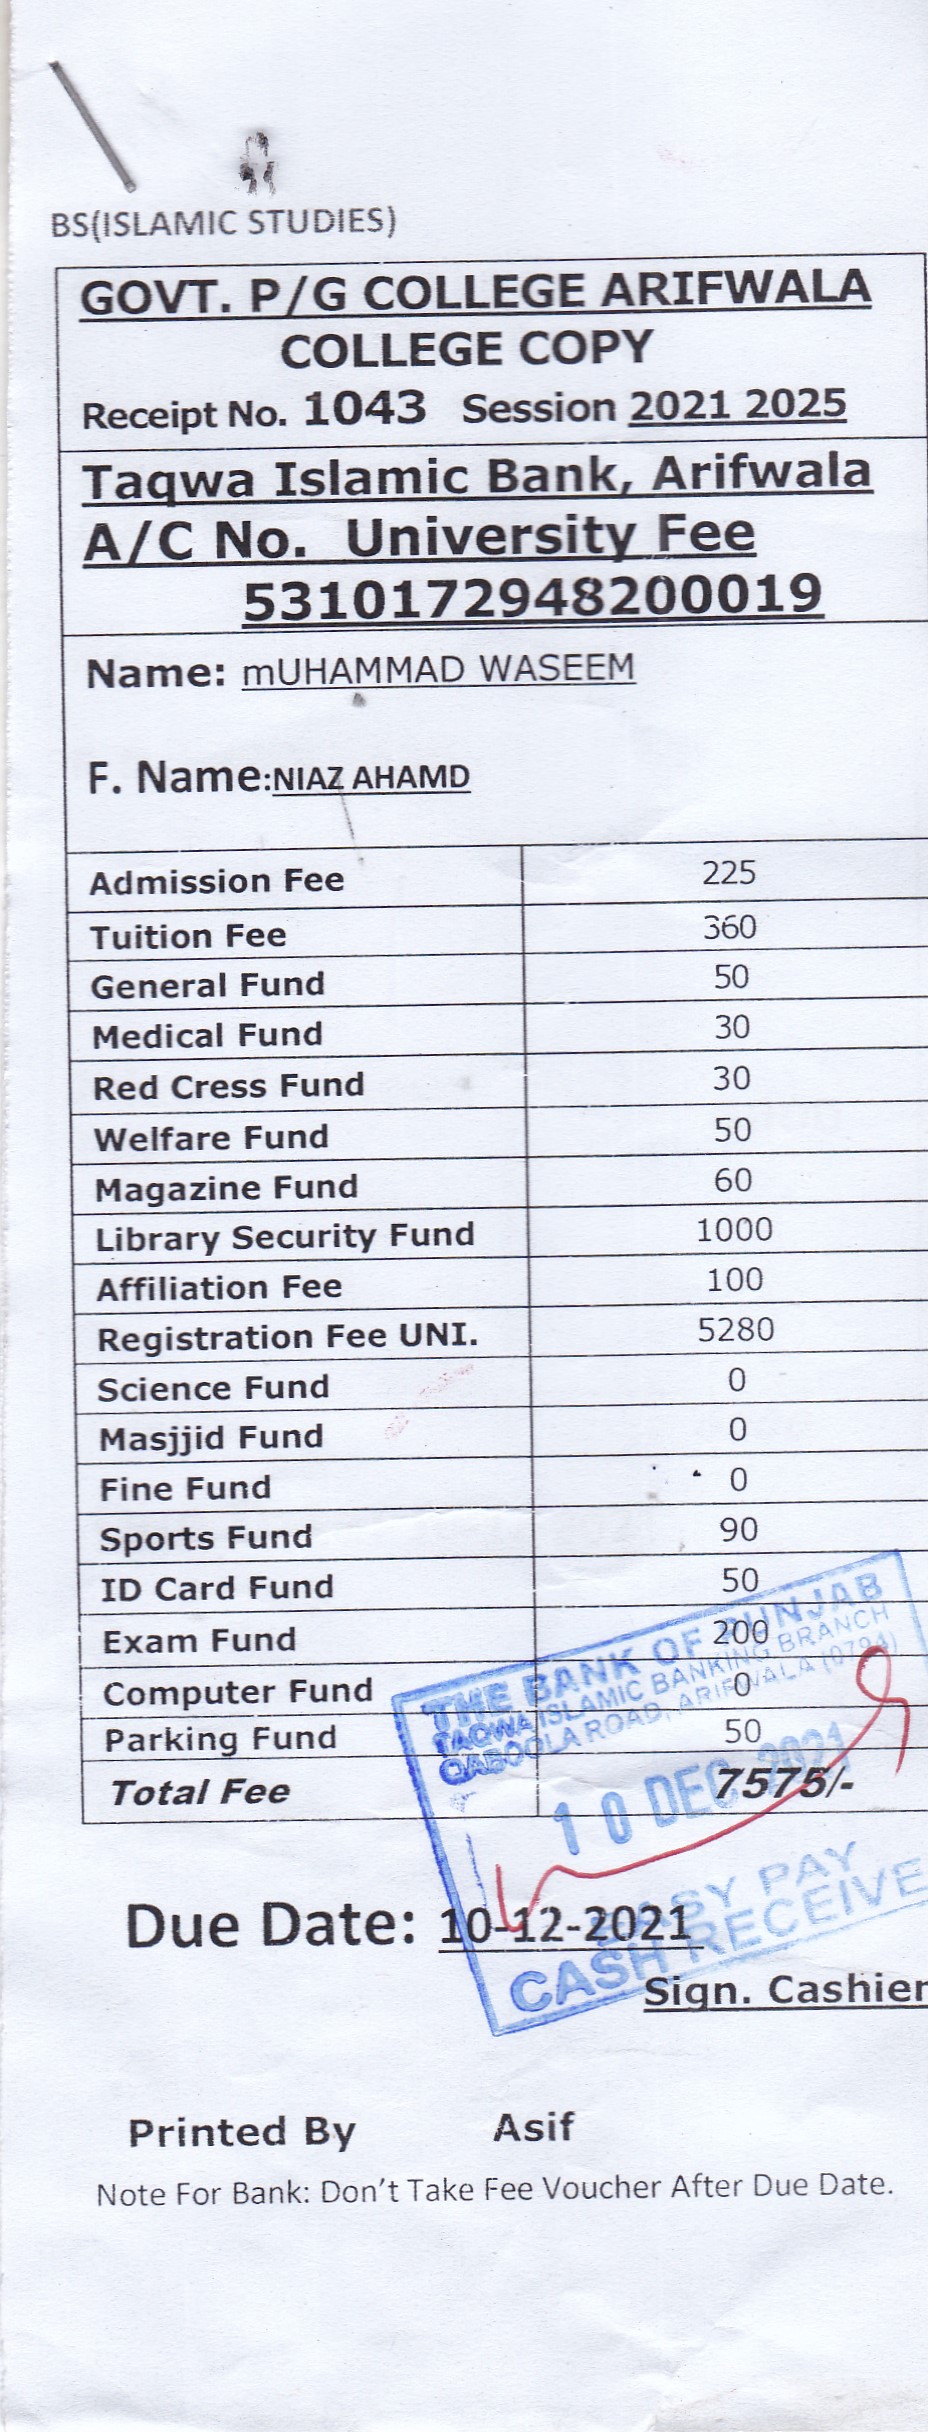 BS(ISLAMIC STUDIES)
GOVT. P/G COLLEGE ARIFWALA
COLLEGE COPY
Receipt No. 1043 Session 2021 2025
Taqwa Islamic Bank, Arifwala
A/C No. University Fee
5310172948200019
Name: mUHAMMAD WASEEM
F. Name:NIAZ AHAMD
Admission Fee 225
Tuition Fee 360
General Fund 50
Medical Fund 30
Red Cress Fund 30
Welfare Fund 50
Magazine Fund 60
Library Security Fund 1000
Affiliation Fee 100
Registration Fee UNI. 5280
Science Fund 0
Masjjid Fund 0
Fine Fund 0
Sports Fund 90
ID Card Fund 50
Exam Fund 200
Computer Fund 0
Parking Fund 50
Total Fee 7575/-
THE BANK OF PUNJAB
TAQWA ISLAMIC BANKING BRANCH
QABOOLA ROAD, ARIFWALA (0794)
10 DEC 2021
EASY PAY
CASH RECEIVE
Due Date: 10-12-2021
Sign. Cashier
Printed By Asif
Note For Bank: Don't Take Fee Voucher After Due Date.